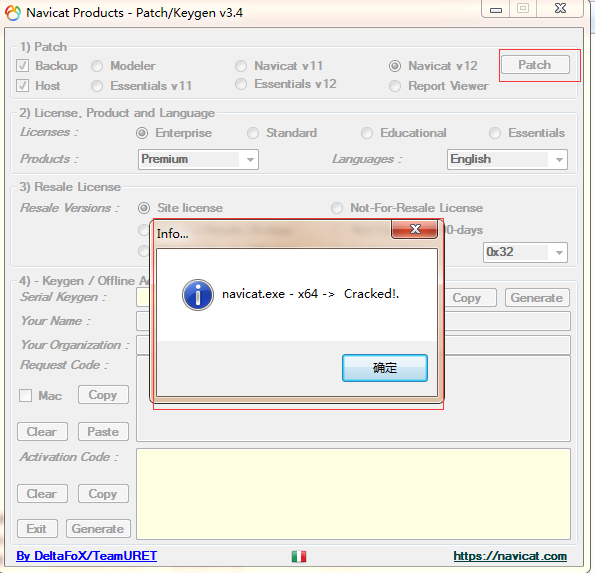 Navicat Products - Patch/Keygen v3.4
1) Patch
Backup Modeler Navicat v11 Navicat v12 Patch
Host Essentials v11 Essentials v12 Report Viewer
2) License, Product and Language
Licenses : Enterprise Standard Educational Essentials
Products : Premium Languages : English
3) Resale License
Resale Versions : Site license Not-For-Resale License
0-days
0x32
Info...
navicat.exe - x64 -> Cracked!.
确定
4) - Keygen / Offline A
Serial Keygen : Copy Generate
Your Name :
Your Organization :
Request Code :
Mac Copy
Clear Paste
Activation Code :
Clear Copy
Exit Generate
By DeltaFoX/TeamURET https://navicat.com